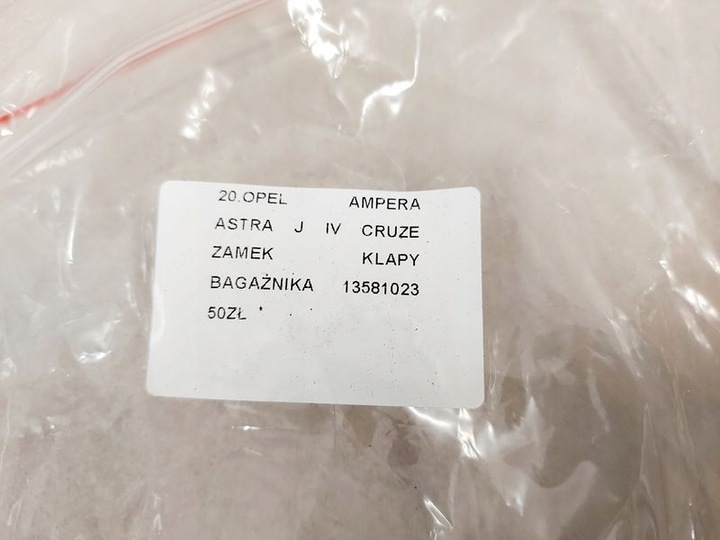 20.OPEL AMPERA
ASTRA J IV CRUZE
ZAMEK KLAPY
BAGAŻNIKA 13581023
50ZŁ